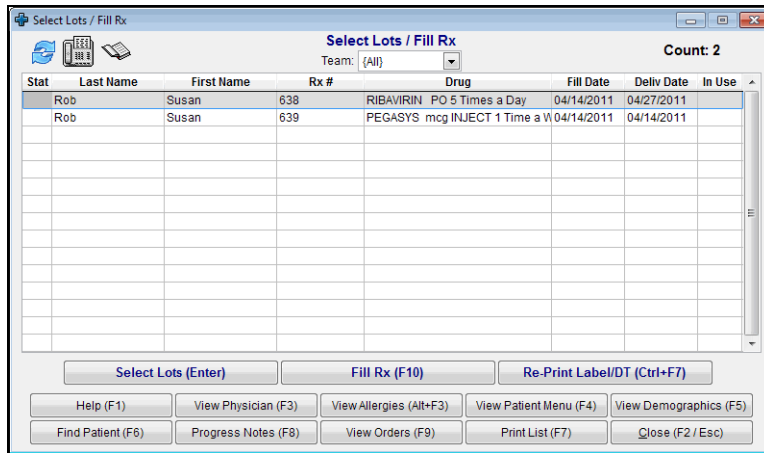 Select Lots / Fill Rx
Select Lots / Fill Rx
Team: {All}
Count: 2
Stat Last Name First Name Rx # Drug Fill Date Deliv Date In Use
Rob Susan 638 RIBAVIRIN PO 5 Times a Day 04/14/2011 04/27/2011
Rob Susan 639 PEGASYS mcg INJECT 1 Time a W 04/14/2011 04/14/2011
Select Lots (Enter) Fill Rx (F10) Re-Print Label/DT (Ctrl+F7)
Help (F1) View Physician (F3) View Allergies (Alt+F3) View Patient Menu (F4) View Demographics (F5)
Find Patient (F6) Progress Notes (F8) View Orders (F9) Print List (F7) Close (F2 / Esc)